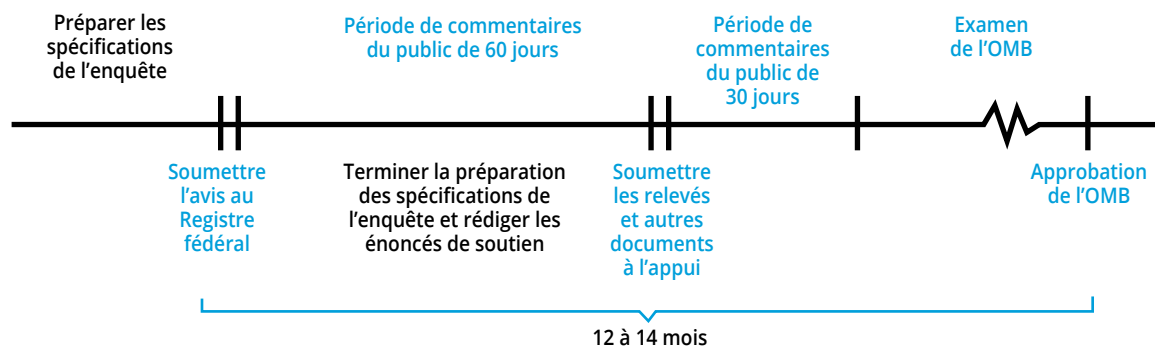 Préparer les
spécifications
de l'enquête
Période de commentaires
du public de 60 jours
Période de
commentaires
du public de
30 jours
Examen
de l'OMB
Soumettre
l'avis au
Registre
fédéral
Terminer la préparation
des spécifications de
l'enquête et rédiger les
énoncés de soutien
Soumettre
les relevés
et autres
documents
à l'appui
Approbation
de l'OMB
12 à 14 mois